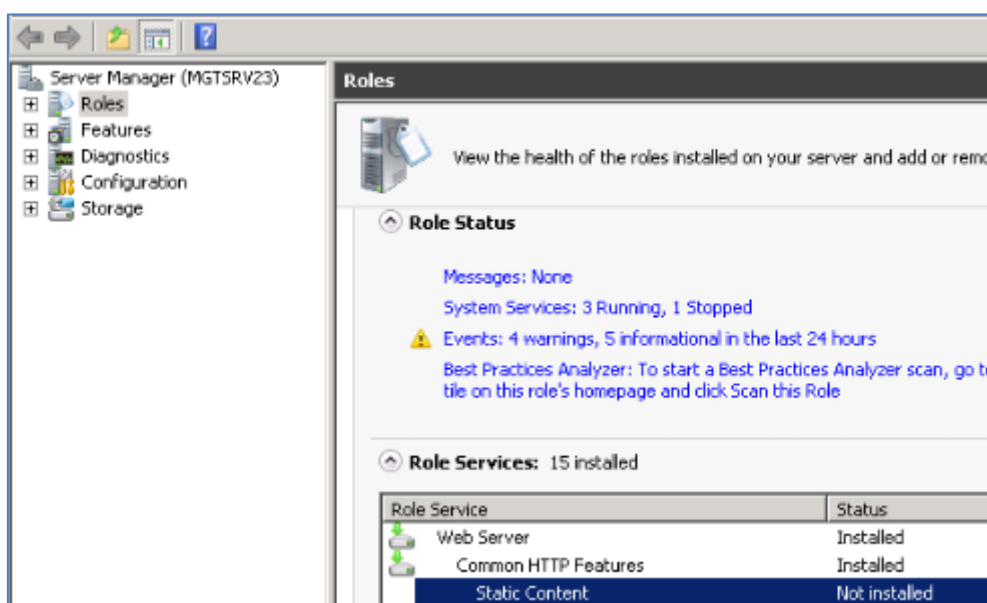 Server Manager (MGTSRV23)
Roles
Features
Diagnostics
Configuration
Storage
Roles
View the health of the roles installed on your server and add or remo
Role Status
Messages: None
System Services: 3 Running, 1 Stopped
Events: 4 warnings, 5 informational in the last 24 hours
Best Practices Analyzer: To start a Best Practices Analyzer scan, go to
tile on this role's homepage and click Scan this Role
Role Services: 15 installed
Role Service Status
Web Server Installed
Common HTTP Features Installed
Static Content Not installed